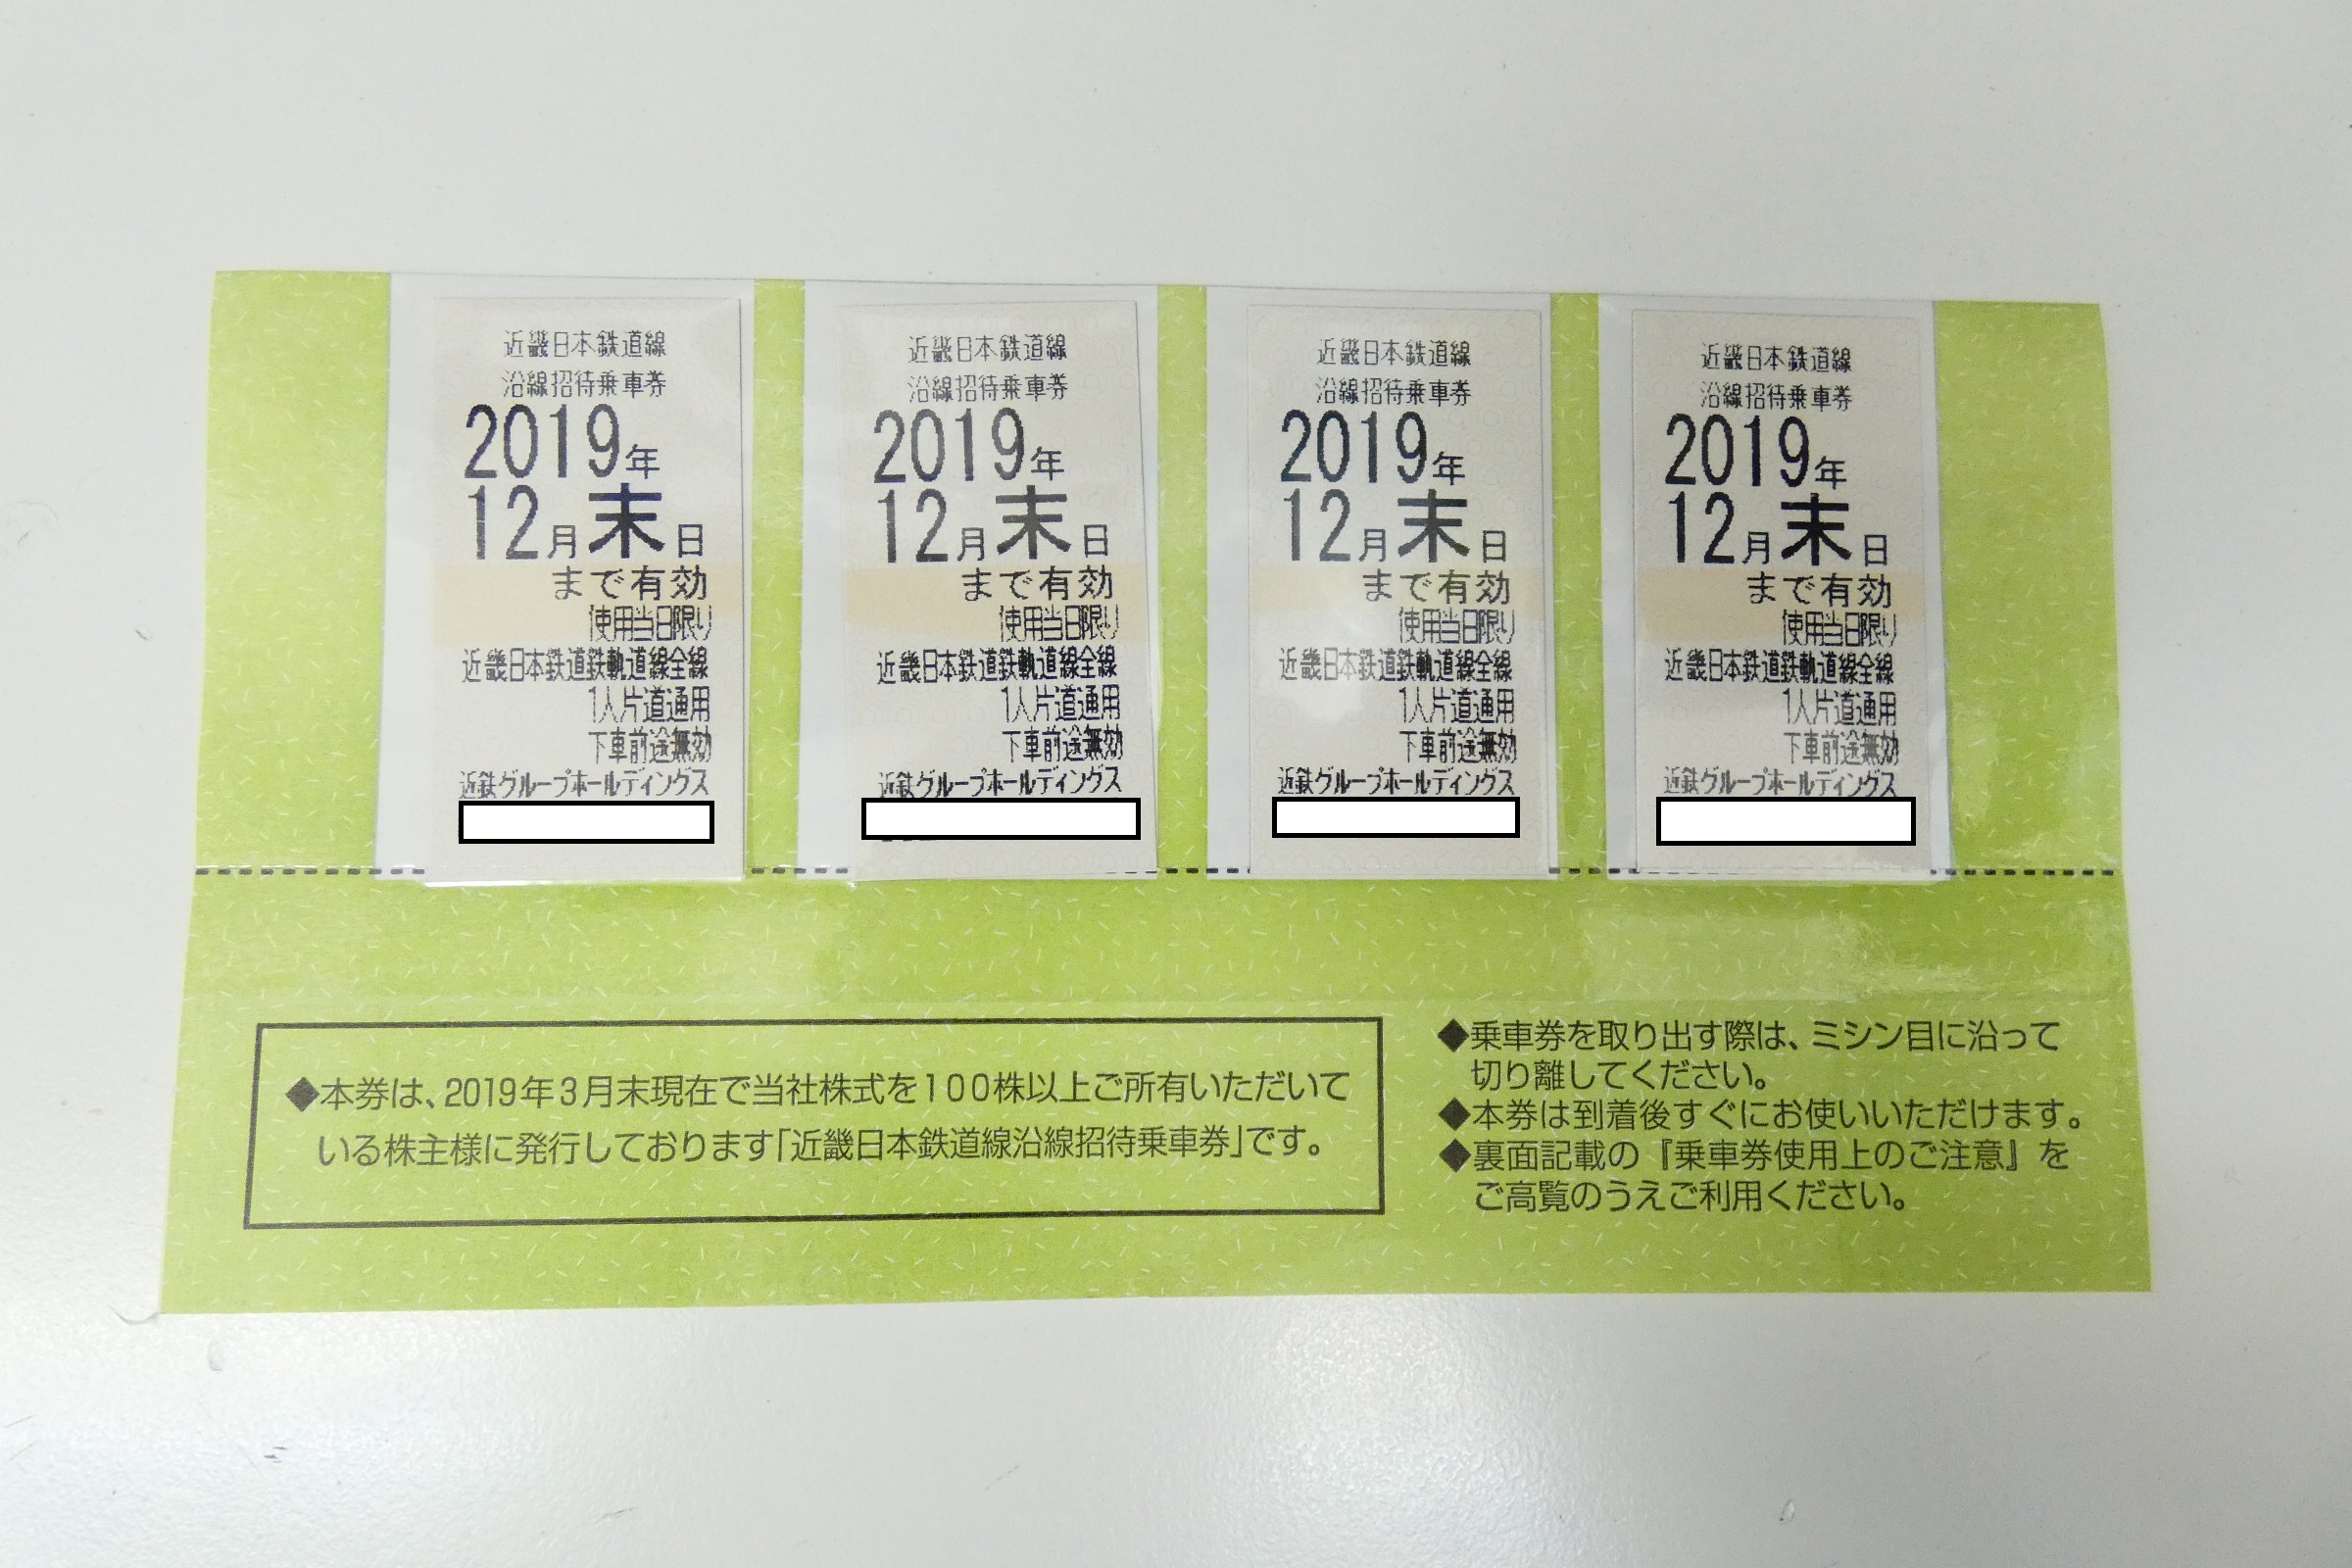 近畿日本鉄道線
沿線招待乗車券
2019年
12月末日
まで有効
使用当日限り
近畿日本鉄道鉄軌道線全線
1人片道通用
下車前途無効
近鉄グループホールディングス
近畿日本鉄道線
沿線招待乗車券
2019年
12月末日
まで有効
使用当日限り
近畿日本鉄道鉄軌道線全線
1人片道通用
下車前途無効
近鉄グループホールディングス
近畿日本鉄道線
沿線招待乗車券
2019年
12月末日
まで有効
使用当日限り
近畿日本鉄道鉄軌道線全線
1人片道通用
下車前途無効
近鉄グループホールディングス
近畿日本鉄道線
沿線招待乗車券
2019年
12月末日
まで有効
使用当日限り
近畿日本鉄道鉄軌道線全線
1人片道通用
下車前途無効
近鉄グループホールディングス
◆本券は、2019年3月末現在で当社株式を100株以上ご所有いただいて
いる株主様に発行しております｢近畿日本鉄道線沿線招待乗車券｣です。
◆乗車券を取り出す際は、ミシン目に沿って
切り離してください。
◆本券は到着後すぐにお使いいただけます。
◆裏面記載の『乗車券使用上のご注意』を
ご高覧のうえご利用ください。